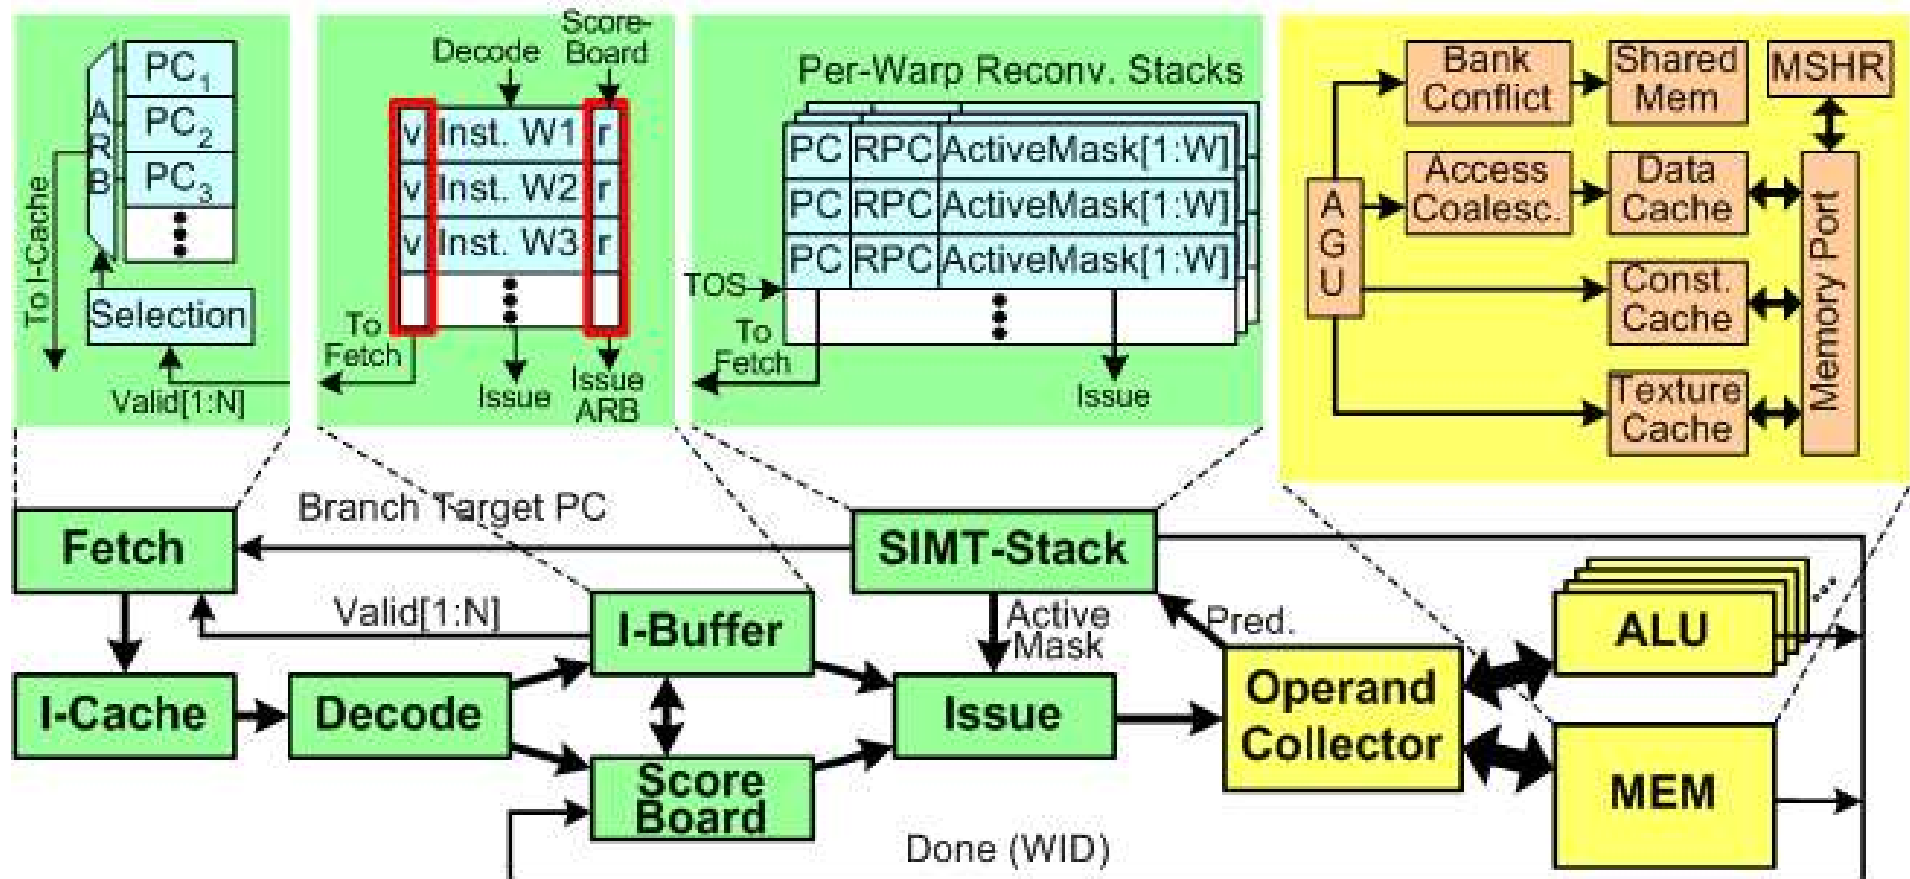 To I-Cache
ARB
PC1
PC2
PC3
Selection
Valid[1:N]
Decode
Score-
Board
v Inst. W1 r
v Inst. W2 r
v Inst. W3 r
To
Fetch
Issue
Issue
ARB
Per-Warp Reconv. Stacks
PC RPC ActiveMask[1:W]
PC RPC ActiveMask[1:W]
PC RPC ActiveMask[1:W]
TOS
To
Fetch
Issue
AGU
Bank
Conflict
Shared
Mem
MSHR
Access
Coalesc.
Data
Cache
Const.
Cache
Texture
Cache
Memory Port
Branch Target PC
Fetch
SIMT-Stack
Valid[1:N]
I-Buffer
Active
Mask
Pred.
ALU
I-Cache
Decode
Issue
Operand
Collector
Score
Board
MEM
Done (WID)